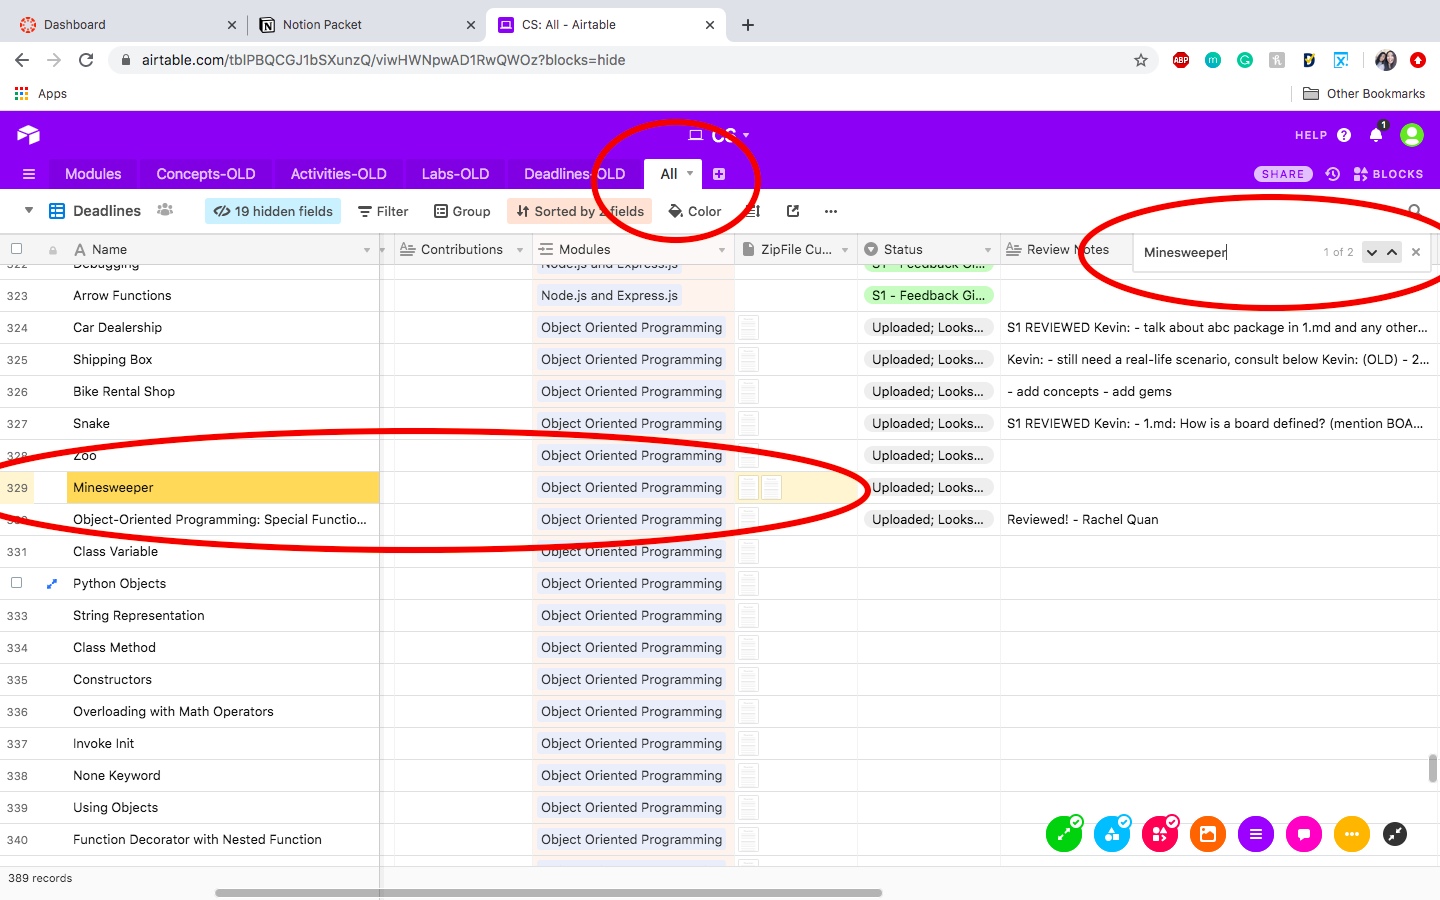 Dashboard
Notion Packet
CS: All - Airtable
airtable.com/tblPBQCGJ1bSXunzQ/viwHWNpwAD1RwQWOz?blocks=hide
ABP
Apps
Other Bookmarks
CS
HELP
1
Modules
Concepts-OLD
Activities-OLD
Labs-OLD
Deadlines-OLD
All
SHARE
BLOCKS
Deadlines
19 hidden fields
Filter
Group
Sorted by 2 fields
Color
Name
Contributions
Modules
ZipFile Cu...
Status
Review Notes
Minesweeper
1 of 2
322 Debugging Node.js and Express.js S1 - Feedback Gi...
323 Arrow Functions Node.js and Express.js S1 - Feedback Gi...
324 Car Dealership Object Oriented Programming Uploaded; Looks... S1 REVIEWED Kevin: - talk about abc package in 1.md and any other...
325 Shipping Box Object Oriented Programming Uploaded; Looks... Kevin: - still need a real-life scenario, consult below Kevin: (OLD) - 2...
326 Bike Rental Shop Object Oriented Programming Uploaded; Looks... - add concepts - add gems
327 Snake Object Oriented Programming Uploaded; Looks... S1 REVIEWED Kevin: - 1.md: How is a board defined? (mention BOA...
328 Zoo Object Oriented Programming Uploaded; Looks...
329 Minesweeper Object Oriented Programming Uploaded; Looks...
330 Object-Oriented Programming: Special Functio... Object Oriented Programming Uploaded; Looks... Reviewed! - Rachel Quan
331 Class Variable Object Oriented Programming
Python Objects Object Oriented Programming
333 String Representation Object Oriented Programming
334 Class Method Object Oriented Programming
335 Constructors Object Oriented Programming
336 Overloading with Math Operators Object Oriented Programming
337 Invoke Init Object Oriented Programming
338 None Keyword Object Oriented Programming
339 Using Objects Object Oriented Programming
340 Function Decorator with Nested Function Object Oriented Programming
389 records